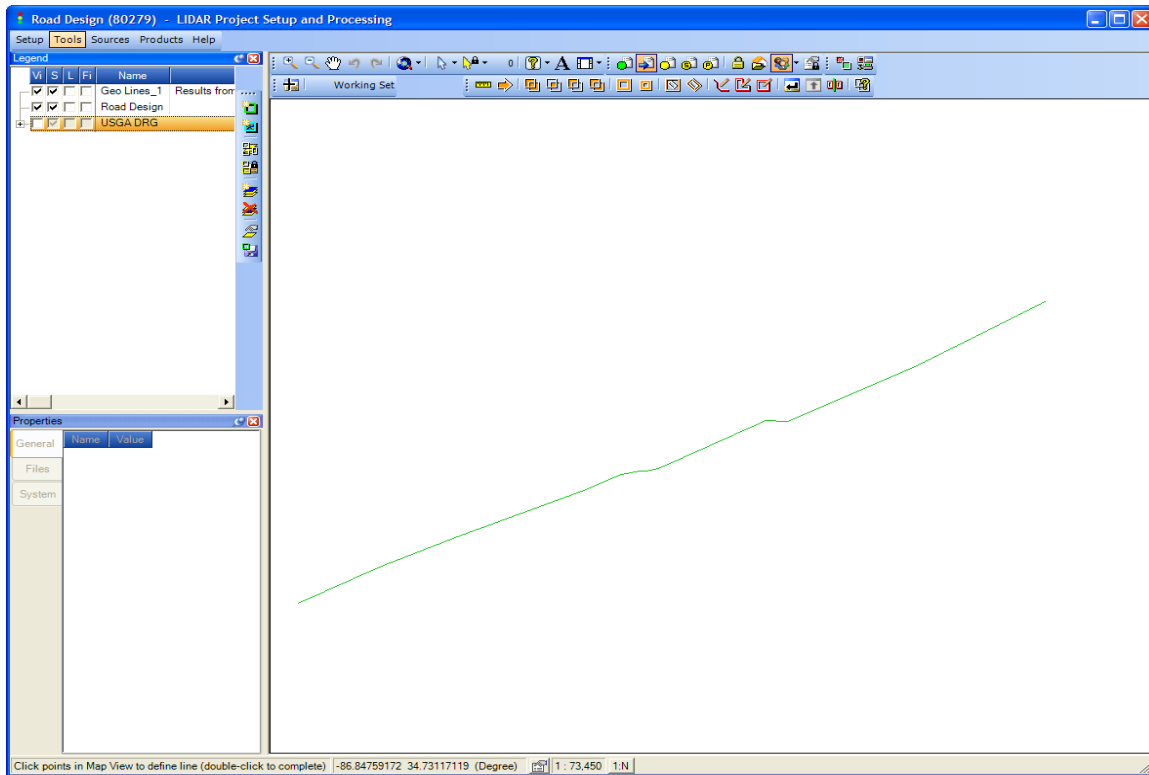 Road Design (80279) - LIDAR Project Setup and Processing
Setup Tools Sources Products Help
Legend
Vi S L Fi Name
Geo Lines_1 Results from
Road Design
USGA DRG
0
A
Working Set
Properties
General
Files
System
Name Value
Click points in Map View to define line (double-click to complete) -86.84759172 34.73117119 (Degree) 1 : 73,450 1:N